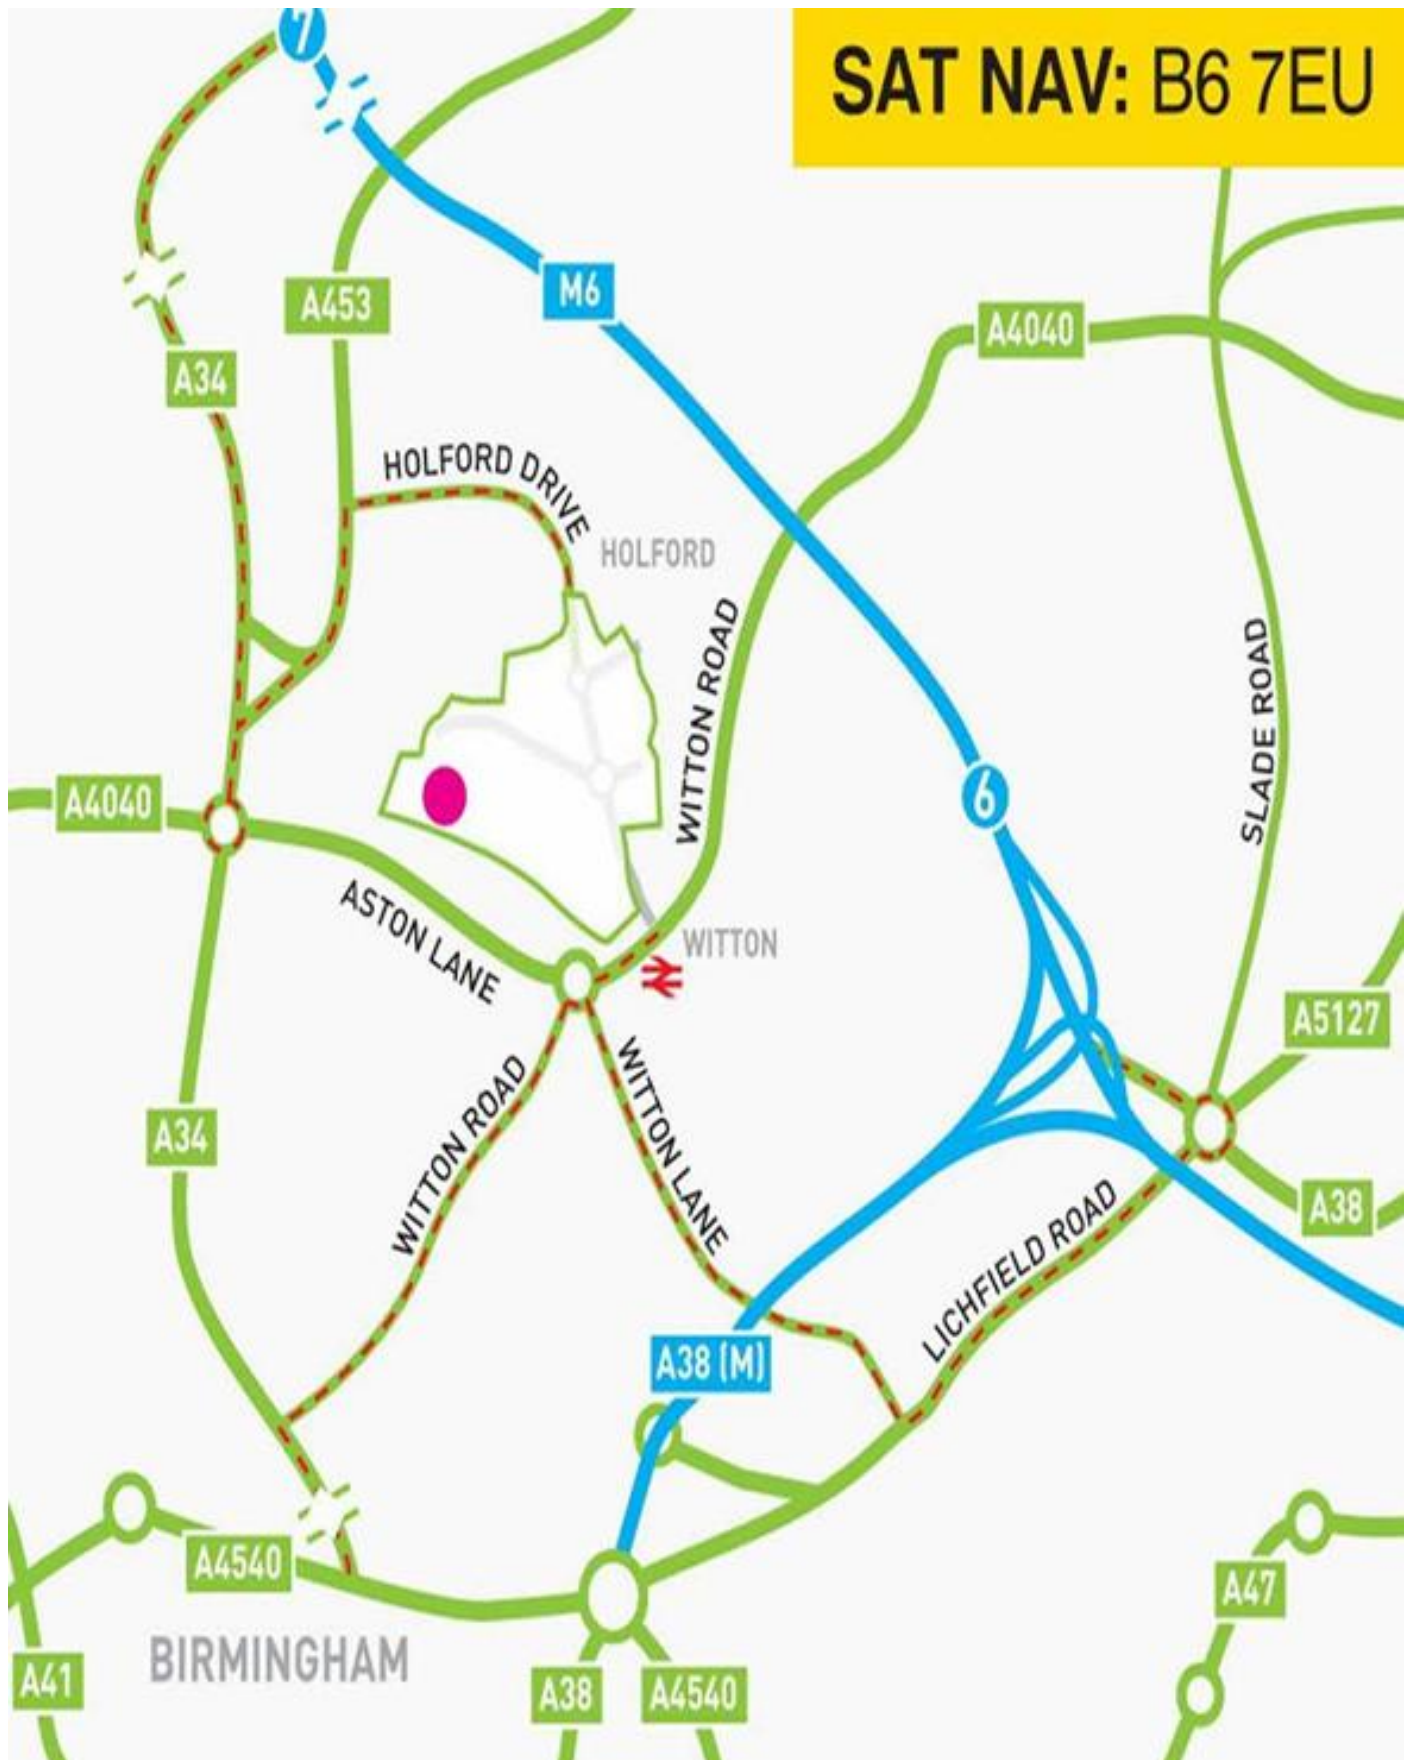 7
SAT NAV: B6 7EU
M6
A453
A4040
A34
HOLFORD DRIVE
HOLFORD
WITTON ROAD
SLADE ROAD
A4040
6
ASTON LANE
WITTON
A5127
WITTON ROAD
WITTON LANE
A34
LICHFIELD ROAD
A38
A38 (M)
A4540
A47
BIRMINGHAM
A41
A38
A4540